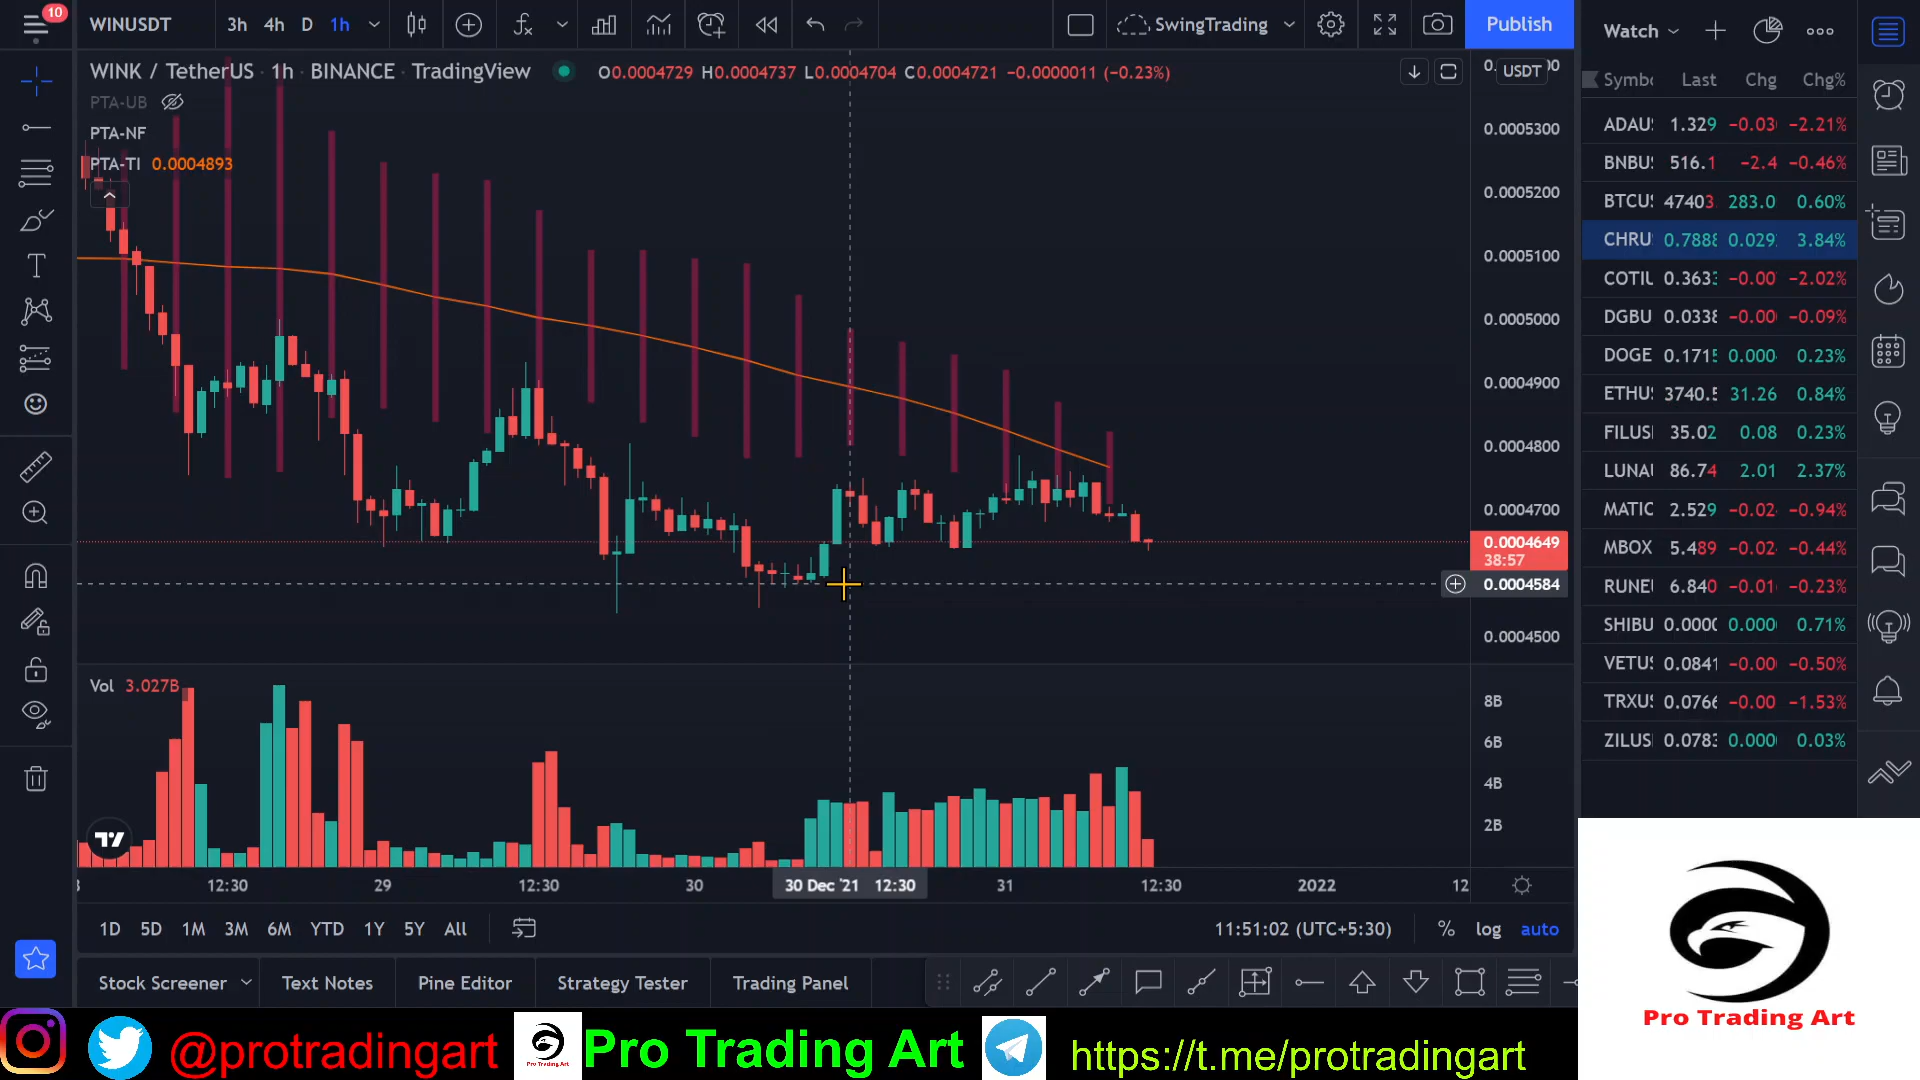 10
WINUSDT
3h 4h D 1h
SwingTrading
Publish
Watch
WINK / TetherUS · 1h · BINANCE · TradingView
O0.0004729 H0.0004737 L0.0004704 C0.0004721 −0.0000011 (−0.23%)
USDT
PTA-UB
PTA-NF
PTA-TI 0.0004893
0.0005300
0.0005200
0.0005100
0.0005000
0.0004900
0.0004800
0.0004700
0.0004649
38:57
0.0004584
0.0004500
Vol 3.027B
8B
6B
4B
2B
12:30 29 12:30 30 30 Dec '21 12:30 31 12:30 2022 12
1D 5D 1M 3M 6M YTD 1Y 5Y All
11:51:02 (UTC+5:30) % log auto
Stock Screener Text Notes Pine Editor Strategy Tester Trading Panel
Symb Last Chg Chg%
ADAU 1.329 −0.03 −2.21%
BNBU 516.1 −2.4 −0.46%
BTCU 47403 283.0 0.60%
CHRU 0.7888 0.029 3.84%
COTIU 0.3633 −0.00 −2.02%
DGBU 0.0338 −0.00 −0.09%
DOGE 0.1715 0.000 0.23%
ETHU 3740.5 31.26 0.84%
FILUS 35.02 0.08 0.23%
LUNA 86.74 2.01 2.37%
MATIC 2.529 −0.02 −0.94%
MBOX 5.489 −0.02 −0.44%
RUNE 6.840 −0.01 −0.23%
SHIBU 0.000 0.000 0.71%
VETU 0.0841 −0.00 −0.50%
TRXU 0.0766 −0.00 −1.53%
ZILUS 0.0783 0.000 0.03%
Pro Trading Art
@protradingart
Pro Trading Art
Pro Trading Art
https://t.me/protradingart